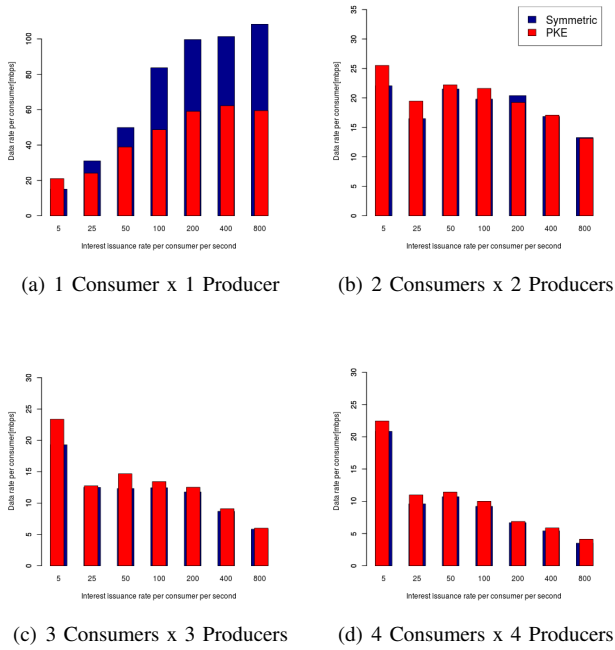 Symmetric
PKE
Data rate per consumer[mbps]
0 20 40 60 80 100
5 25 50 100 200 400 800
Interest issuance rate per consumer per second
(a) 1 Consumer x 1 Producer
Data rate per consumer[mbps]
0 5 10 15 20 25 30 35
5 25 50 100 200 400 800
Interest issuance rate per consumer per second
(b) 2 Consumers x 2 Producers
Data rate per consumer[mbps]
0 5 10 15 20 25 30
5 25 50 100 200 400 800
Interest issuance rate per consumer per second
(c) 3 Consumers x 3 Producers
Data rate per consumer[mbps]
0 5 10 15 20 25 30
5 25 50 100 200 400 800
Interest issuance rate per consumer per second
(d) 4 Consumers x 4 Producers